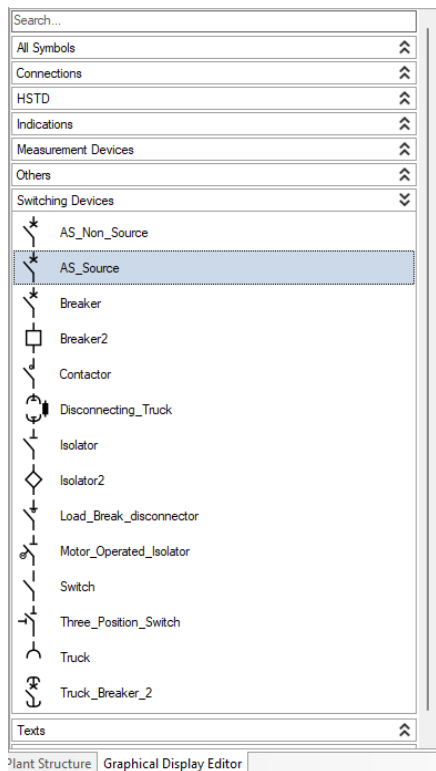 Search...
All Symbols
Connections
HSTD
Indications
Measurement Devices
Others
Switching Devices
AS_Non_Source
AS_Source
Breaker
Breaker2
Contactor
Disconnecting_Truck
Isolator
Isolator2
Load_Break_disconnector
Motor_Operated_Isolator
Switch
Three_Position_Switch
Truck
Truck_Breaker_2
Texts
Plant Structure Graphical Display Editor